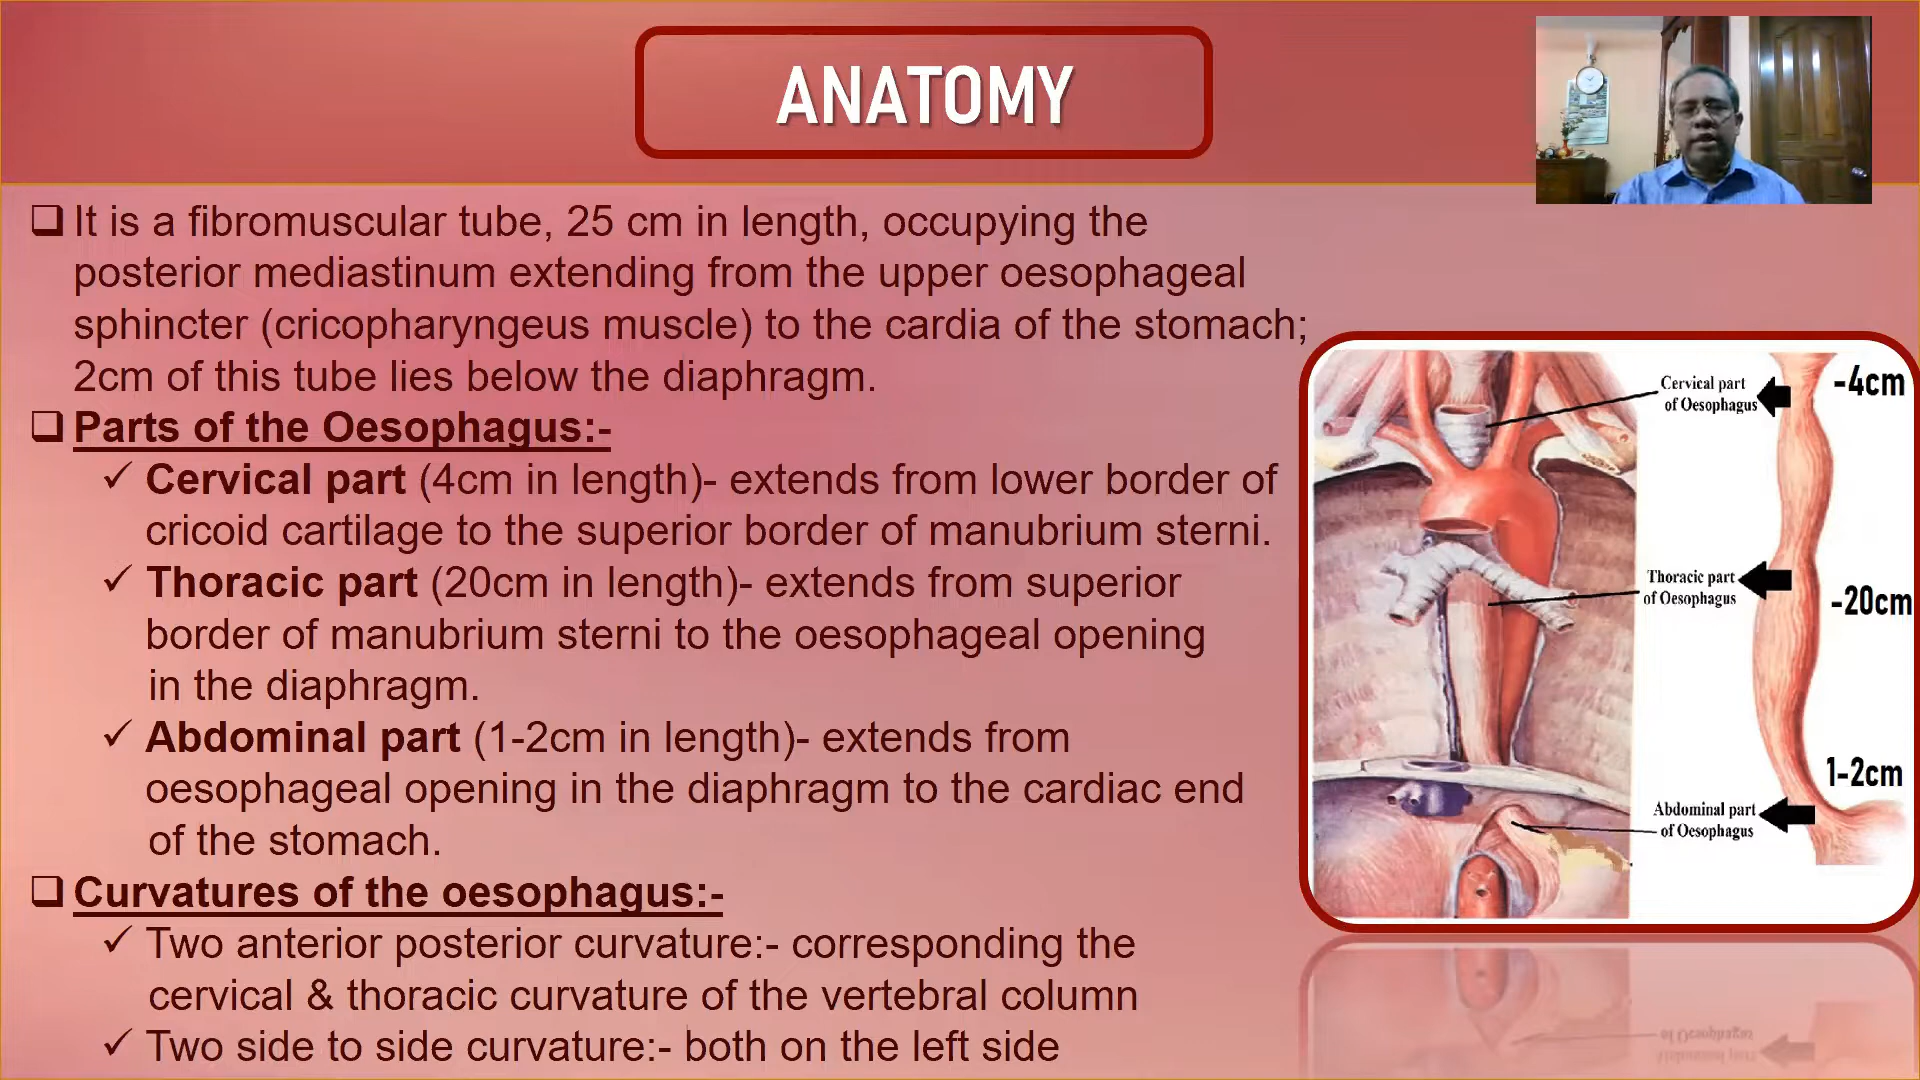 ANATOMY
It is a fibromuscular tube, 25 cm in length, occupying the
posterior mediastinum extending from the upper oesophageal
sphincter (cricopharyngeus muscle) to the cardia of the stomach;
2cm of this tube lies below the diaphragm.
Parts of the Oesophagus:-
Cervical part (4cm in length)- extends from lower border of
cricoid cartilage to the superior border of manubrium sterni.
Thoracic part (20cm in length)- extends from superior
border of manubrium sterni to the oesophageal opening
in the diaphragm.
Abdominal part (1-2cm in length)- extends from
oesophageal opening in the diaphragm to the cardiac end
of the stomach.
Curvatures of the oesophagus:-
Two anterior posterior curvature:- corresponding the
cervical & thoracic curvature of the vertebral column
Two side to side curvature:- both on the left side
Cervical part
of Oesophagus
-4cm
Thoracic part
of Oesophagus
-20cm
1-2cm
Abdominal part
of Oesophagus